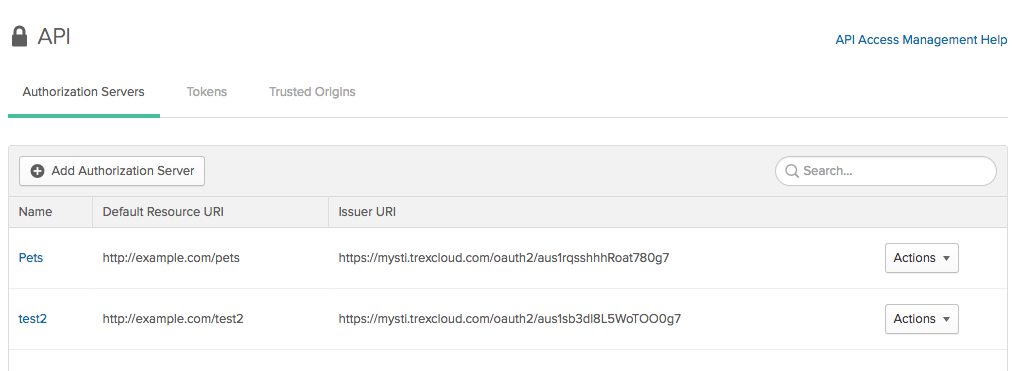 API
API Access Management Help
Authorization Servers Tokens Trusted Origins
Add Authorization Server Search...
Name Default Resource URI Issuer URI
Pets http://example.com/pets https://mysti.trexcloud.com/oauth2/aus1rqsshhhRoat780g7 Actions
test2 http://example.com/test2 https://mysti.trexcloud.com/oauth2/aus1sb3dl8L5WoTOO0g7 Actions